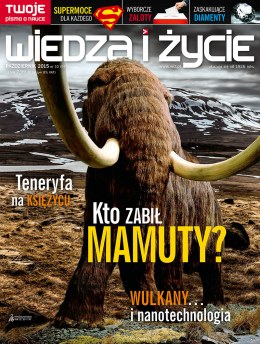 TWOJE
PISMO O NAUCE
SUPERMOCE
DLA KAŻDEGO
WYBORCZE
ZALOTY
ZASKAKUJĄCE
DIAMENTY
WIEDZA I ŻYCIE
PAŹDZIERNIK 2015
Teneryfa
na KSIĘŻYCU
Kto ZABIŁ
MAMUTY?
WULKANY...
i nanotechnologia